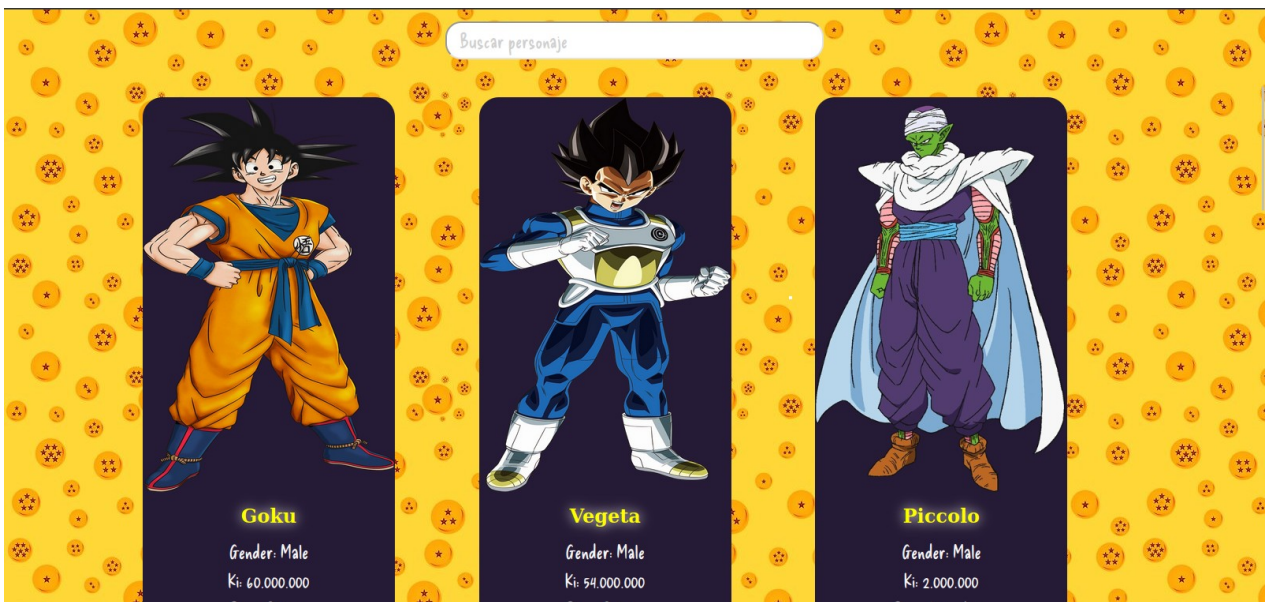 Buscar personaje
Goku
Gender: Male
Ki: 60.000.000
Vegeta
Gender: Male
Ki: 54.000.000
Piccolo
Gender: Male
Ki: 2.000.000